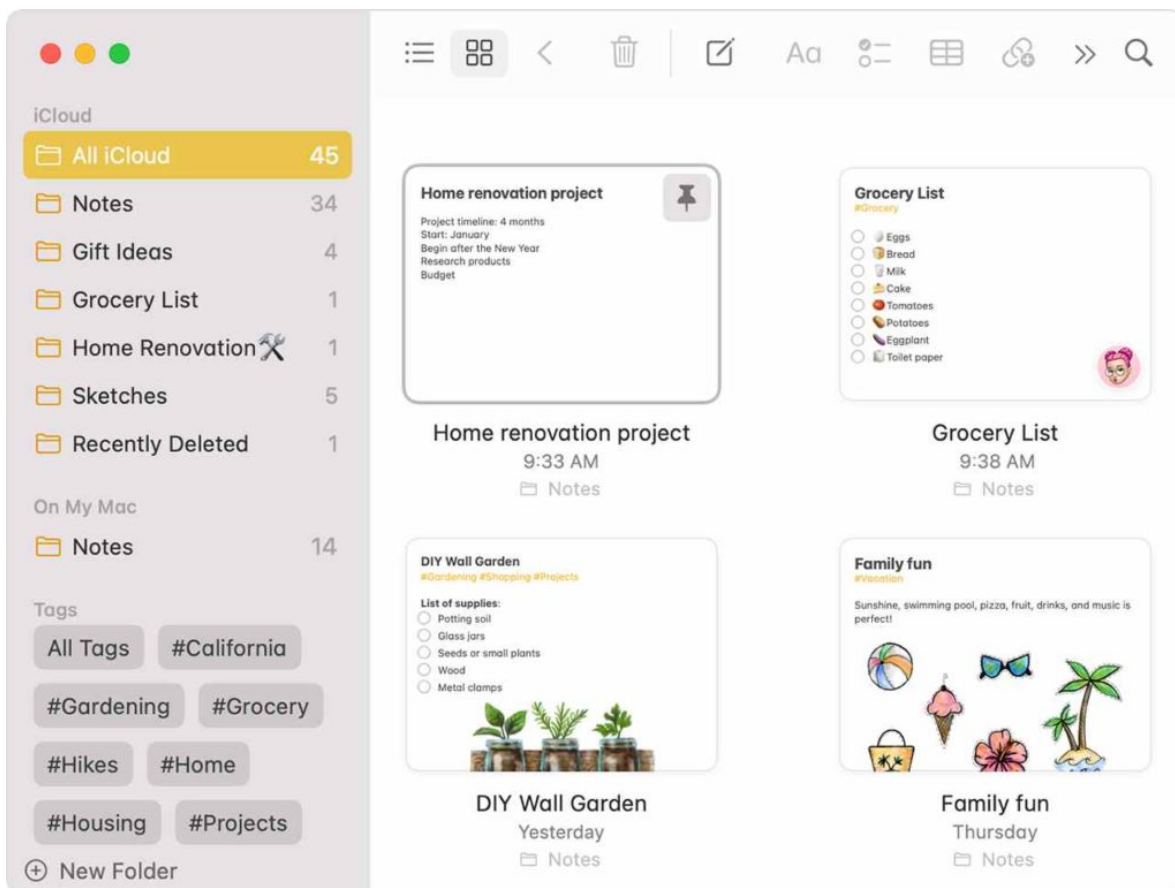 iCloud
All iCloud 45
Notes 34
Gift Ideas 4
Grocery List 1
Home Renovation🛠 1
Sketches 5
Recently Deleted 1
On My Mac
Notes 14
Tags
All Tags #California
#Gardening #Grocery
#Hikes #Home
#Housing #Projects
New Folder
Aa
Home renovation project
Project timeline: 4 months
Start: January
Begin after the New Year
Research products
Budget
Home renovation project
9:33 AM
Notes
Grocery List
#Grocery
🥚Eggs
🍞Bread
🥛Milk
🍰Cake
🍅Tomatoes
🥔Potatoes
🍆Eggplant
🧻Toilet paper
Grocery List
9:38 AM
Notes
DIY Wall Garden
#Gardening #Shopping #Projects
List of supplies:
Potting soil
Glass jars
Seeds or small plants
Wood
Metal clamps
DIY Wall Garden
Yesterday
Notes
Family fun
#Vacation
Sunshine, swimming pool, pizza, fruit, drinks, and music is
perfect!
Family fun
Thursday
Notes